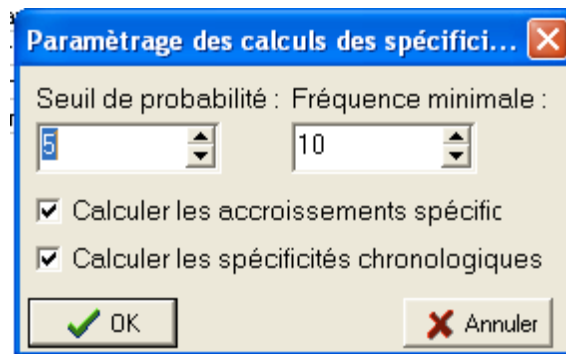 Paramètrage des calculs des spécifici...
Seuil de probabilité : Fréquence minimale :
5 10
Calculer les accroissements spécific
Calculer les spécificités chronologiques
OK Annuler